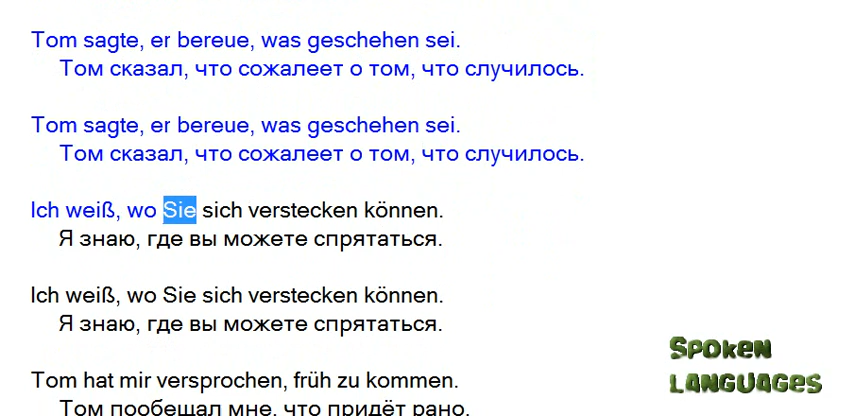 Tom sagte, er bereue, was geschehen sei.
Том сказал, что сожалеет о том, что случилось.
Tom sagte, er bereue, was geschehen sei.
Том сказал, что сожалеет о том, что случилось.
Ich weiß, wo Sie sich verstecken können.
Я знаю, где вы можете спрятаться.
Ich weiß, wo Sie sich verstecken können.
Я знаю, где вы можете спрятаться.
Tom hat mir versprochen, früh zu kommen.
Том пообещал мне, что придёт рано.
Spoken
Languages